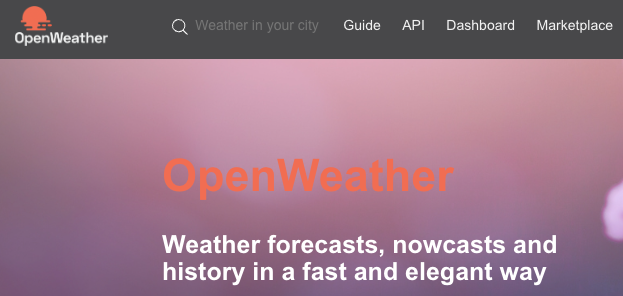 OpenWeather
Weather in your city
Guide
API
Dashboard
Marketplace
OpenWeather
Weather forecasts, nowcasts and
history in a fast and elegant way